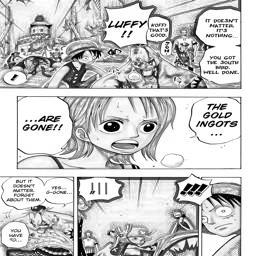 IT DOESN'T
MATTER.
IT'S
NOTHING...
YOU GOT
THE SOUTH
BIRD.
WELL DONE.
KOFF!
THAT'S
GOOD.
LUFFY
!!
THE
GOLD
INGOTS
...
...ARE
GONE!!
!!!
YES...
G-GONE.
BUT IT
DOESN'T
MATTER.
FORGET
ABOUT THEM.
YOU
HAVE
TO...